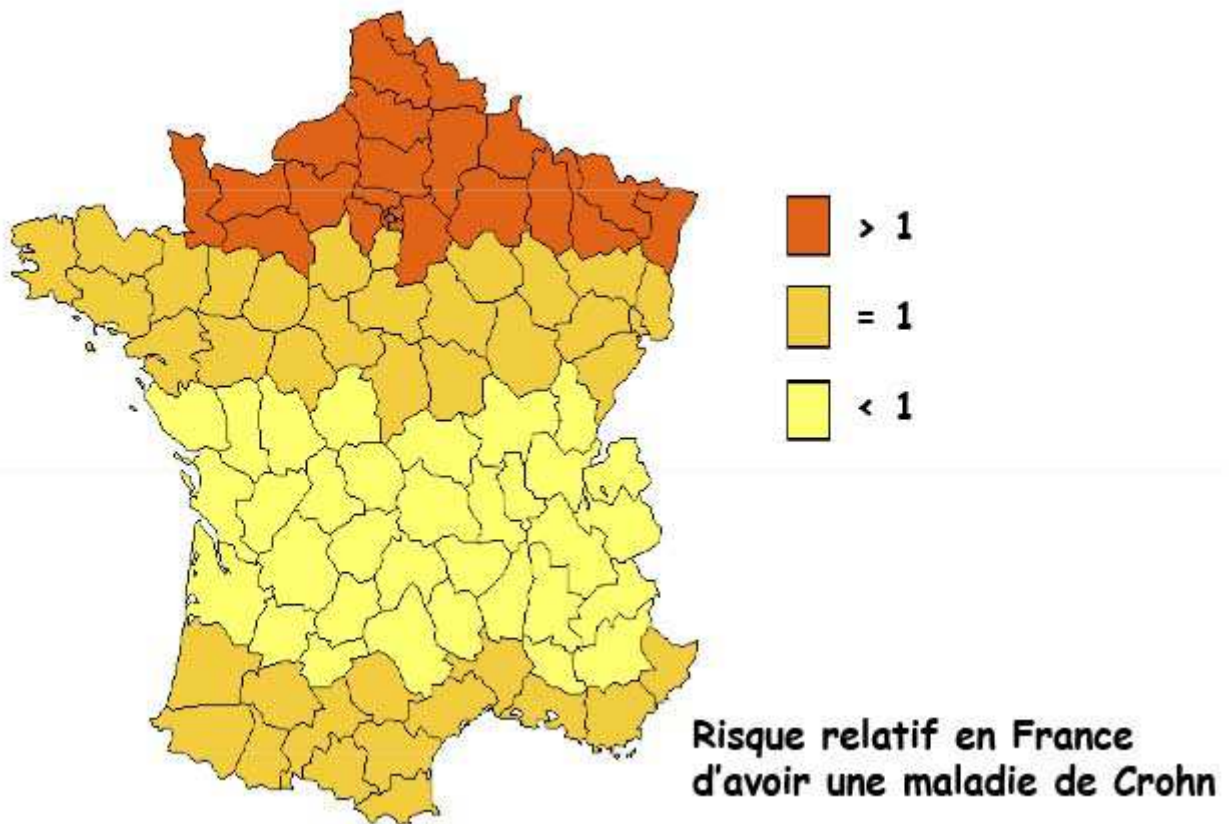 > 1
= 1
< 1
Risque relatif en France
d'avoir une maladie de Crohn